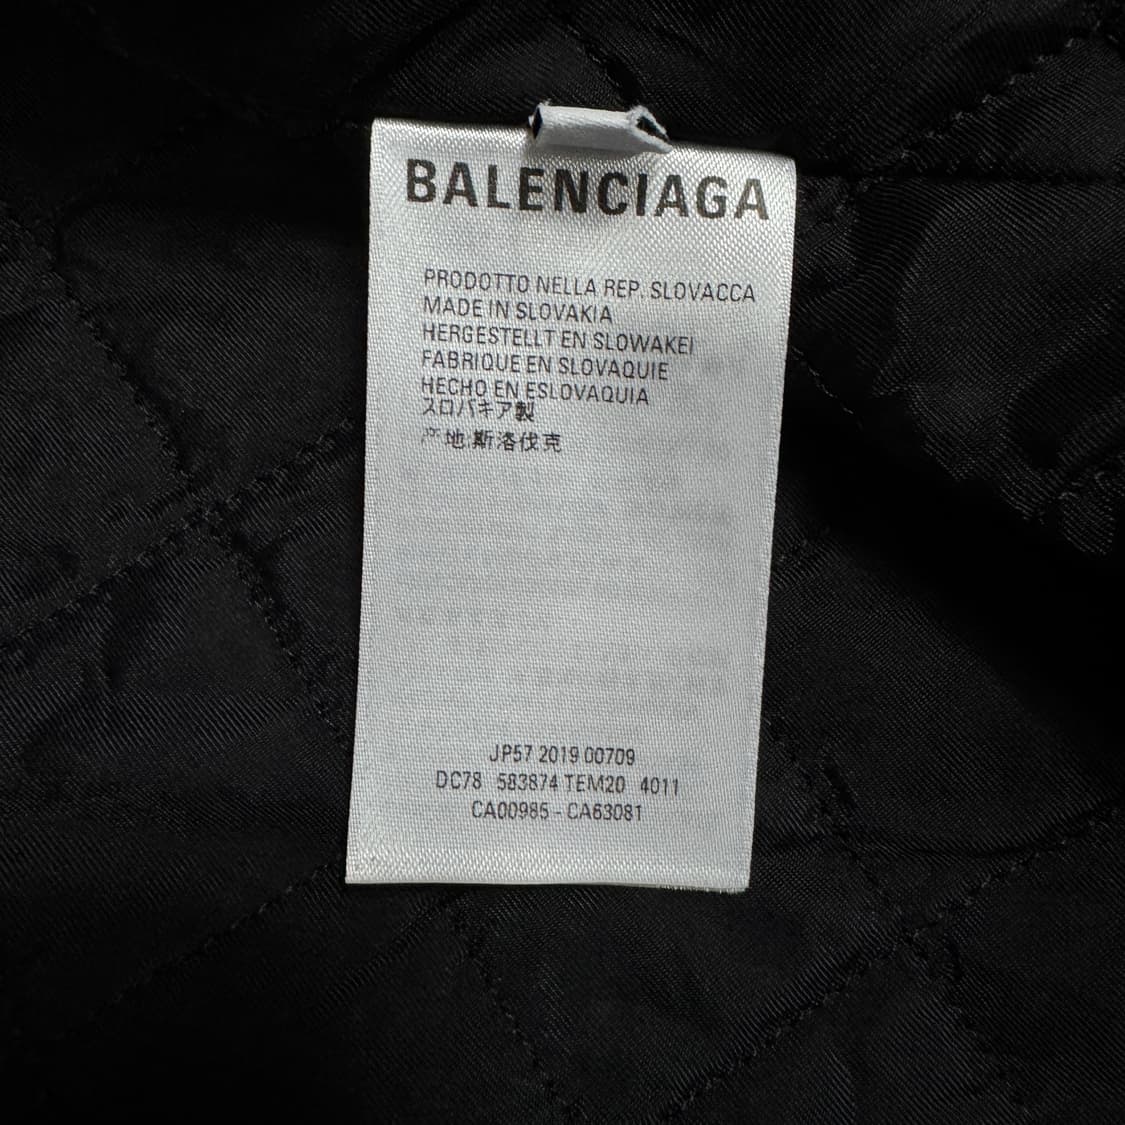 BALENCIAGA
PRODOTTO NELLA REP. SLOVACCA
MADE IN SLOVAKIA
HERGESTELLT EN SLOWAKEI
FABRIQUE EN SLOVAQUIE
HECHO EN ESLOVAQUIA
スロバキア製
产地:斯洛伐克
JP57 2019 00709
DC78 583874 TEM20 4011
CA00985 - CA63081